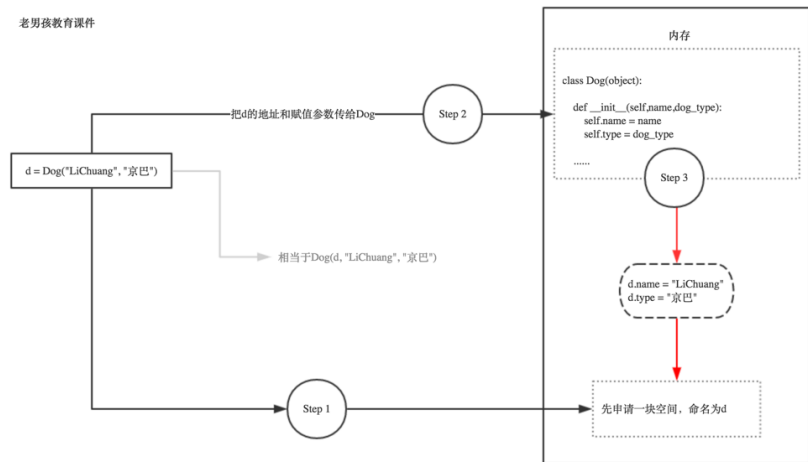 老男孩教育课件
内存
class Dog(object):
def __init__(self,name,dog_type):
self.name = name
self.type = dog_type
......
把d的地址和赋值参数传给Dog
Step 2
d = Dog("LiChuang", "京巴")
Step 3
相当于Dog(d, "LiChuang", "京巴")
d.name = "LiChuang"
d.type = "京巴"
Step 1
先申请一块空间，命名为d